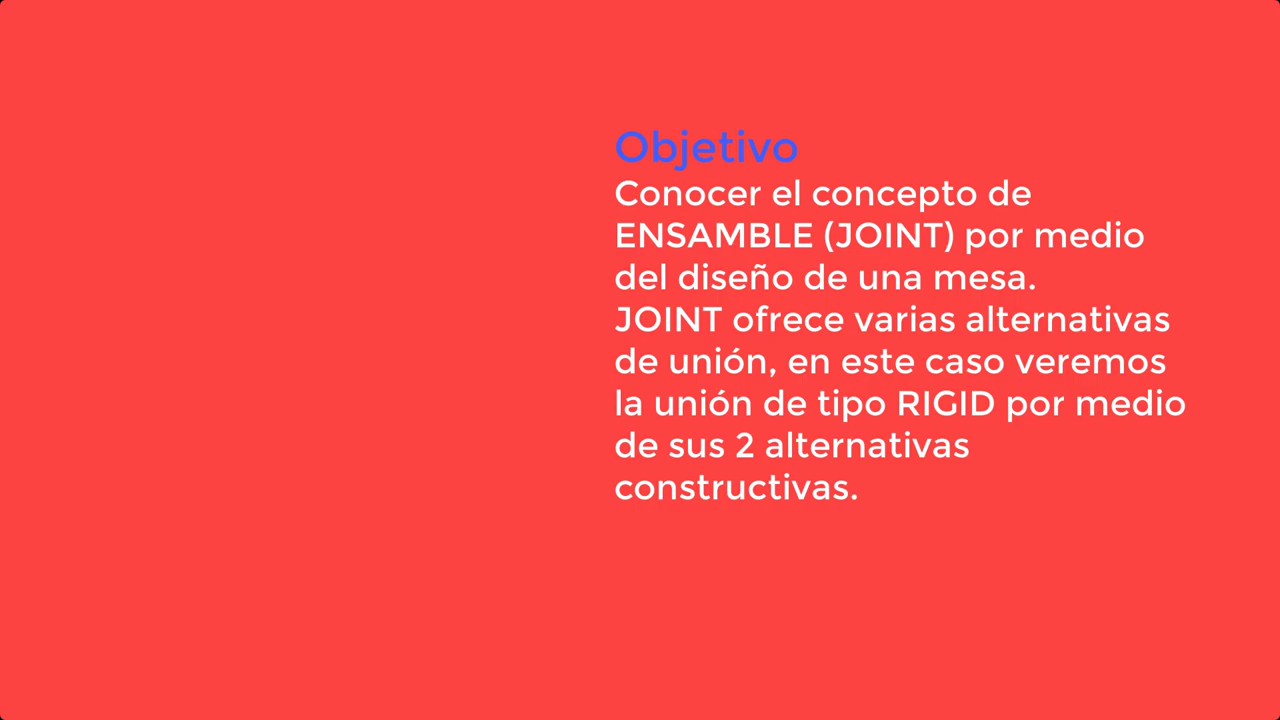 Objetivo
Conocer el concepto de
ENSAMBLE (JOINT) por medio
del diseño de una mesa.
JOINT ofrece varias alternativas
de unión, en este caso veremos
la unión de tipo RIGID por medio
de sus 2 alternativas
constructivas.